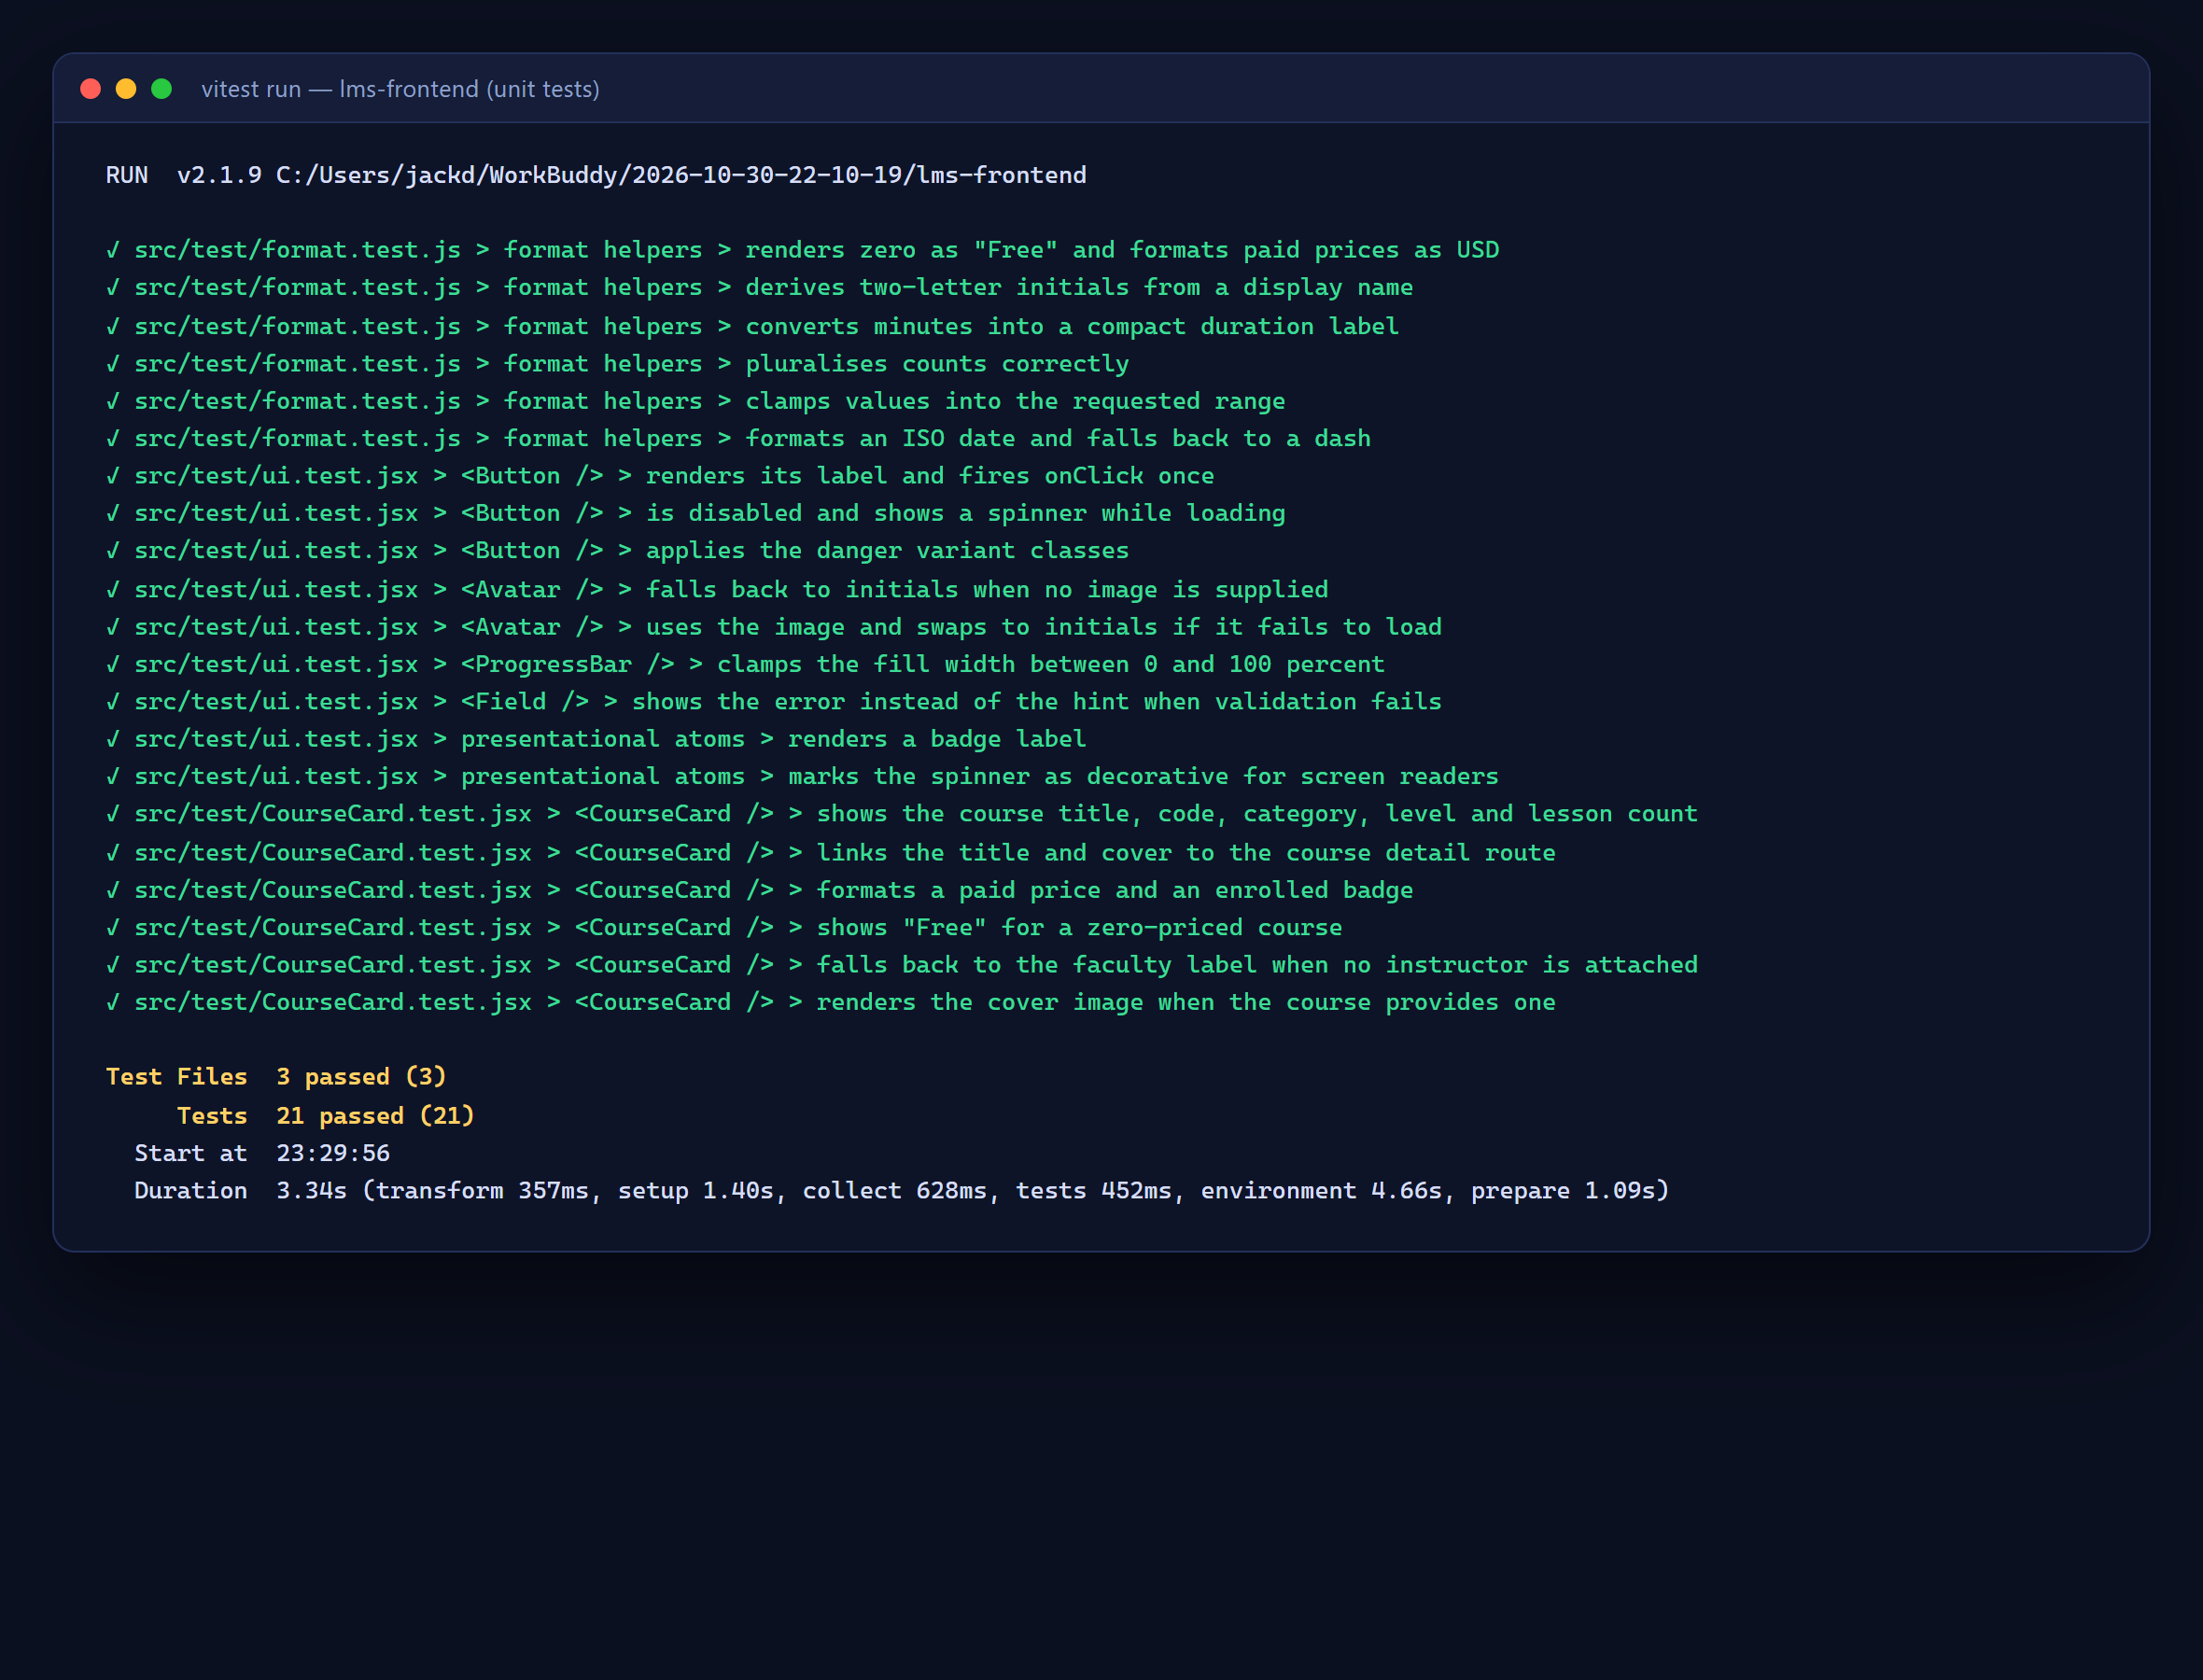 vitest run — lms-frontend (unit tests)
RUN  v2.1.9 C:/Users/jackd/WorkBuddy/2026-10-30-22-10-19/lms-frontend
√ src/test/format.test.js > format helpers > renders zero as "Free" and formats paid prices as USD
√ src/test/format.test.js > format helpers > derives two-letter initials from a display name
√ src/test/format.test.js > format helpers > converts minutes into a compact duration label
√ src/test/format.test.js > format helpers > pluralises counts correctly
√ src/test/format.test.js > format helpers > clamps values into the requested range
√ src/test/format.test.js > format helpers > formats an ISO date and falls back to a dash
√ src/test/ui.test.jsx > <Button /> > renders its label and fires onClick once
√ src/test/ui.test.jsx > <Button /> > is disabled and shows a spinner while loading
√ src/test/ui.test.jsx > <Button /> > applies the danger variant classes
√ src/test/ui.test.jsx > <Avatar /> > falls back to initials when no image is supplied
√ src/test/ui.test.jsx > <Avatar /> > uses the image and swaps to initials if it fails to load
√ src/test/ui.test.jsx > <ProgressBar /> > clamps the fill width between 0 and 100 percent
√ src/test/ui.test.jsx > <Field /> > shows the error instead of the hint when validation fails
√ src/test/ui.test.jsx > presentational atoms > renders a badge label
√ src/test/ui.test.jsx > presentational atoms > marks the spinner as decorative for screen readers
√ src/test/CourseCard.test.jsx > <CourseCard /> > shows the course title, code, category, level and lesson count
√ src/test/CourseCard.test.jsx > <CourseCard /> > links the title and cover to the course detail route
√ src/test/CourseCard.test.jsx > <CourseCard /> > formats a paid price and an enrolled badge
√ src/test/CourseCard.test.jsx > <CourseCard /> > shows "Free" for a zero-priced course
√ src/test/CourseCard.test.jsx > <CourseCard /> > falls back to the faculty label when no instructor is attached
√ src/test/CourseCard.test.jsx > <CourseCard /> > renders the cover image when the course provides one
Test Files  3 passed (3)
Tests  21 passed (21)
Start at  23:29:56
Duration  3.34s (transform 357ms, setup 1.40s, collect 628ms, tests 452ms, environment 4.66s, prepare 1.09s)